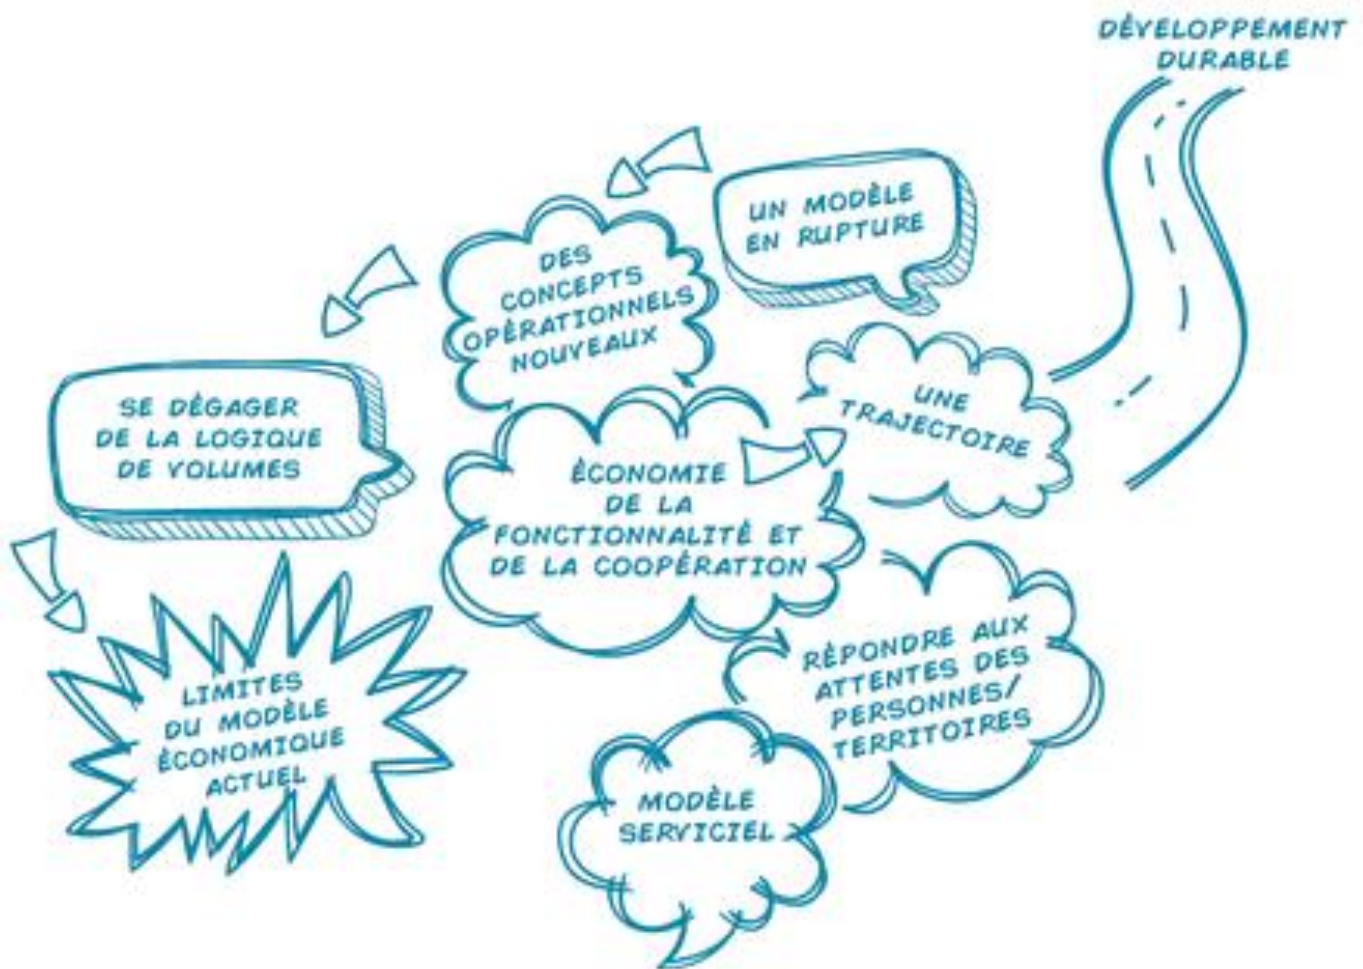 DÉVELOPPEMENT
DURABLE
UN MODÈLE
EN RUPTURE
DES
CONCEPTS
OPÉRATIONNELS
NOUVEAUX
UNE
TRAJECTOIRE
SE DÉGAGER
DE LA LOGIQUE
DE VOLUMES
ÉCONOMIE
DE LA
FONCTIONNALITÉ ET
DE LA COOPÉRATION
RÉPONDRE AUX
ATTENTES DES
PERSONNES/
TERRITOIRES
LIMITES
DU MODÈLE
ÉCONOMIQUE
ACTUEL
MODÈLE
SERVICIEL